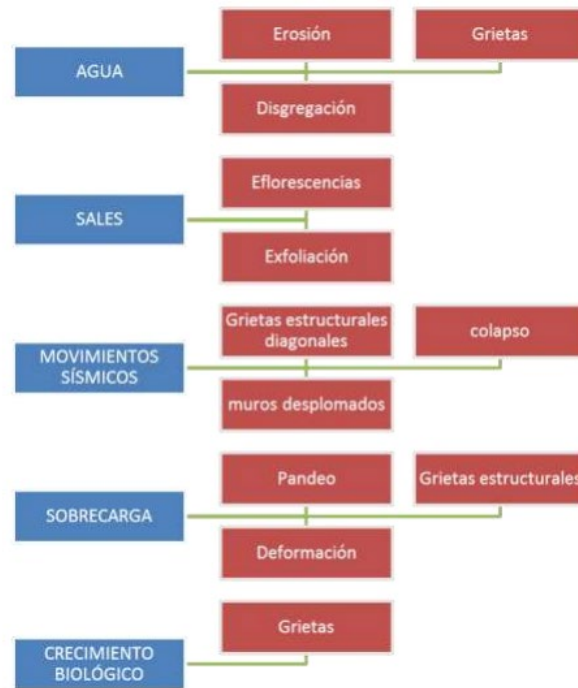 AGUA
Erosión
Grietas
Disgregación
SALES
Eflorescencias
Exfoliación
MOVIMIENTOS
SÍSMICOS
Grietas estructurales
diagonales
colapso
muros desplomados
SOBRECARGA
Pandeo
Grietas estructurales
Deformación
CRECIMIENTO
BIOLÓGICO
Grietas